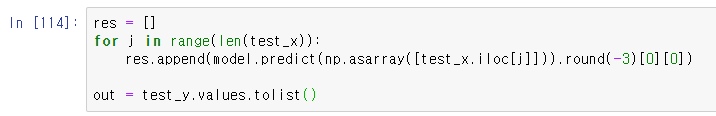 In [114]: res = []
for j in range(len(test_x)):
    res.append(model.predict(np.asarray([test_x.iloc[j]])).round(-3)[0][0])

out = test_y.values.tolist()